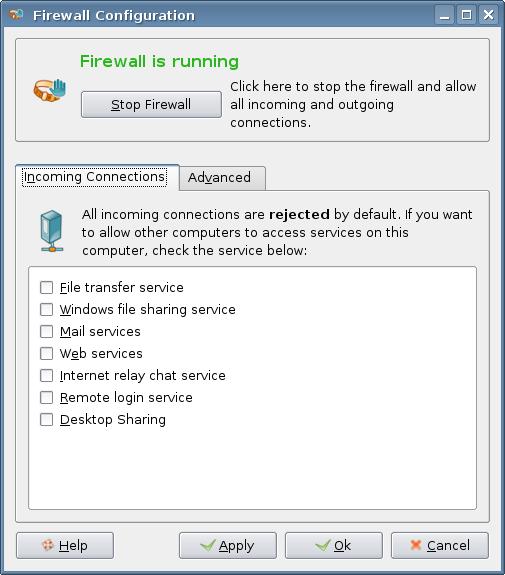 Firewall Configuration
Firewall is running
Stop Firewall
Click here to stop the firewall and allow
all incoming and outgoing
connections.
Incoming Connections
Advanced
All incoming connections are rejected by default. If you want
to allow other computers to access services on this
computer, check the service below:
File transfer service
Windows file sharing service
Mail services
Web services
Internet relay chat service
Remote login service
Desktop Sharing
Help
Apply
Ok
Cancel